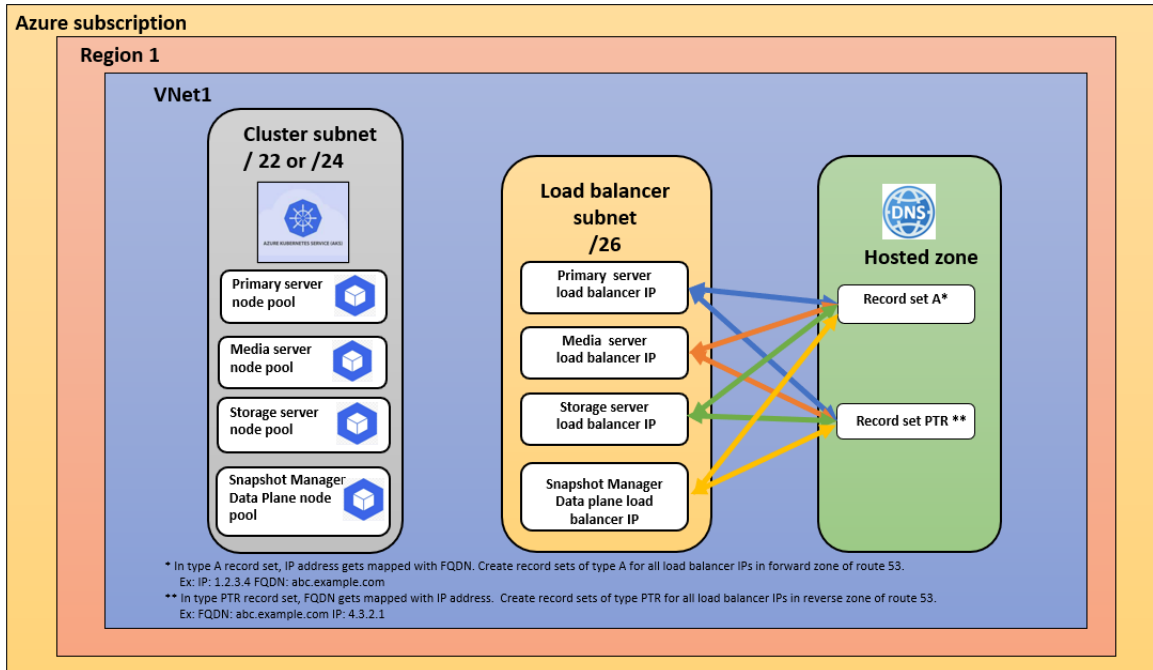 Azure subscription
Region 1
VNet1
Cluster subnet
/ 22 or /24
AZURE KUBERNETES SERVICE (AKS)
Primary server
node pool
Media server
node pool
Storage server
node pool
Snapshot Manager
Data Plane node
pool
Load balancer
subnet
/26
Primary server
load balancer IP
Media server
load balancer IP
Storage server
load balancer IP
Snapshot Manager
Data plane load
balancer IP
DNS
Hosted zone
Record set A*
Record set PTR **
* In type A record set, IP address gets mapped with FQDN. Create record sets of type A for all load balancer IPs in forward zone of route 53.
Ex: IP: 1.2.3.4 FQDN: abc.example.com
** In type PTR record set, FQDN gets mapped with IP address. Create record sets of type PTR for all load balancer IPs in reverse zone of route 53.
Ex: FQDN: abc.example.com IP: 4.3.2.1